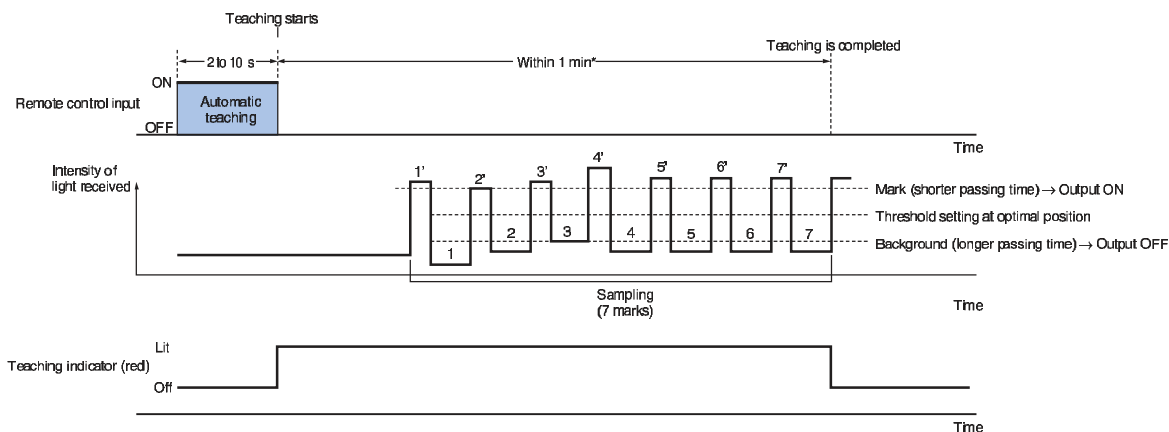 Teaching starts
Teaching is completed
2 to 10 s
Within 1 min*
ON
Remote control input
Automatic
teaching
OFF
Time
Intensity of
light received
1' 2' 3' 4' 5' 6' 7'
Mark (shorter passing time) → Output ON
Threshold setting at optimal position
1 2 3 4 5 6 7
Background (longer passing time) → Output OFF
Sampling
(7 marks)
Time
Lit
Teaching indicator (red)
Off
Time